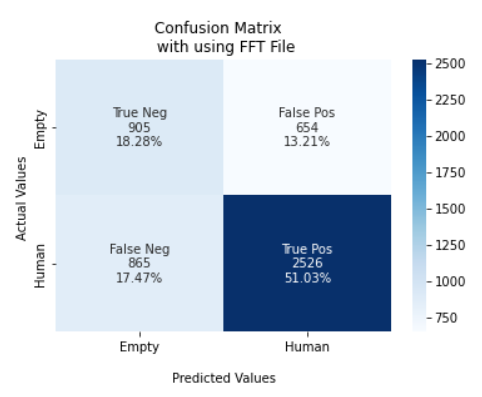 Confusion Matrix
with using FFT File
True Neg
905
18.28%
False Pos
654
13.21%
False Neg
865
17.47%
True Pos
2526
51.03%
Actual Values
Empty
Human
Empty
Human
Predicted Values
2500
2250
2000
1750
1500
1250
1000
750